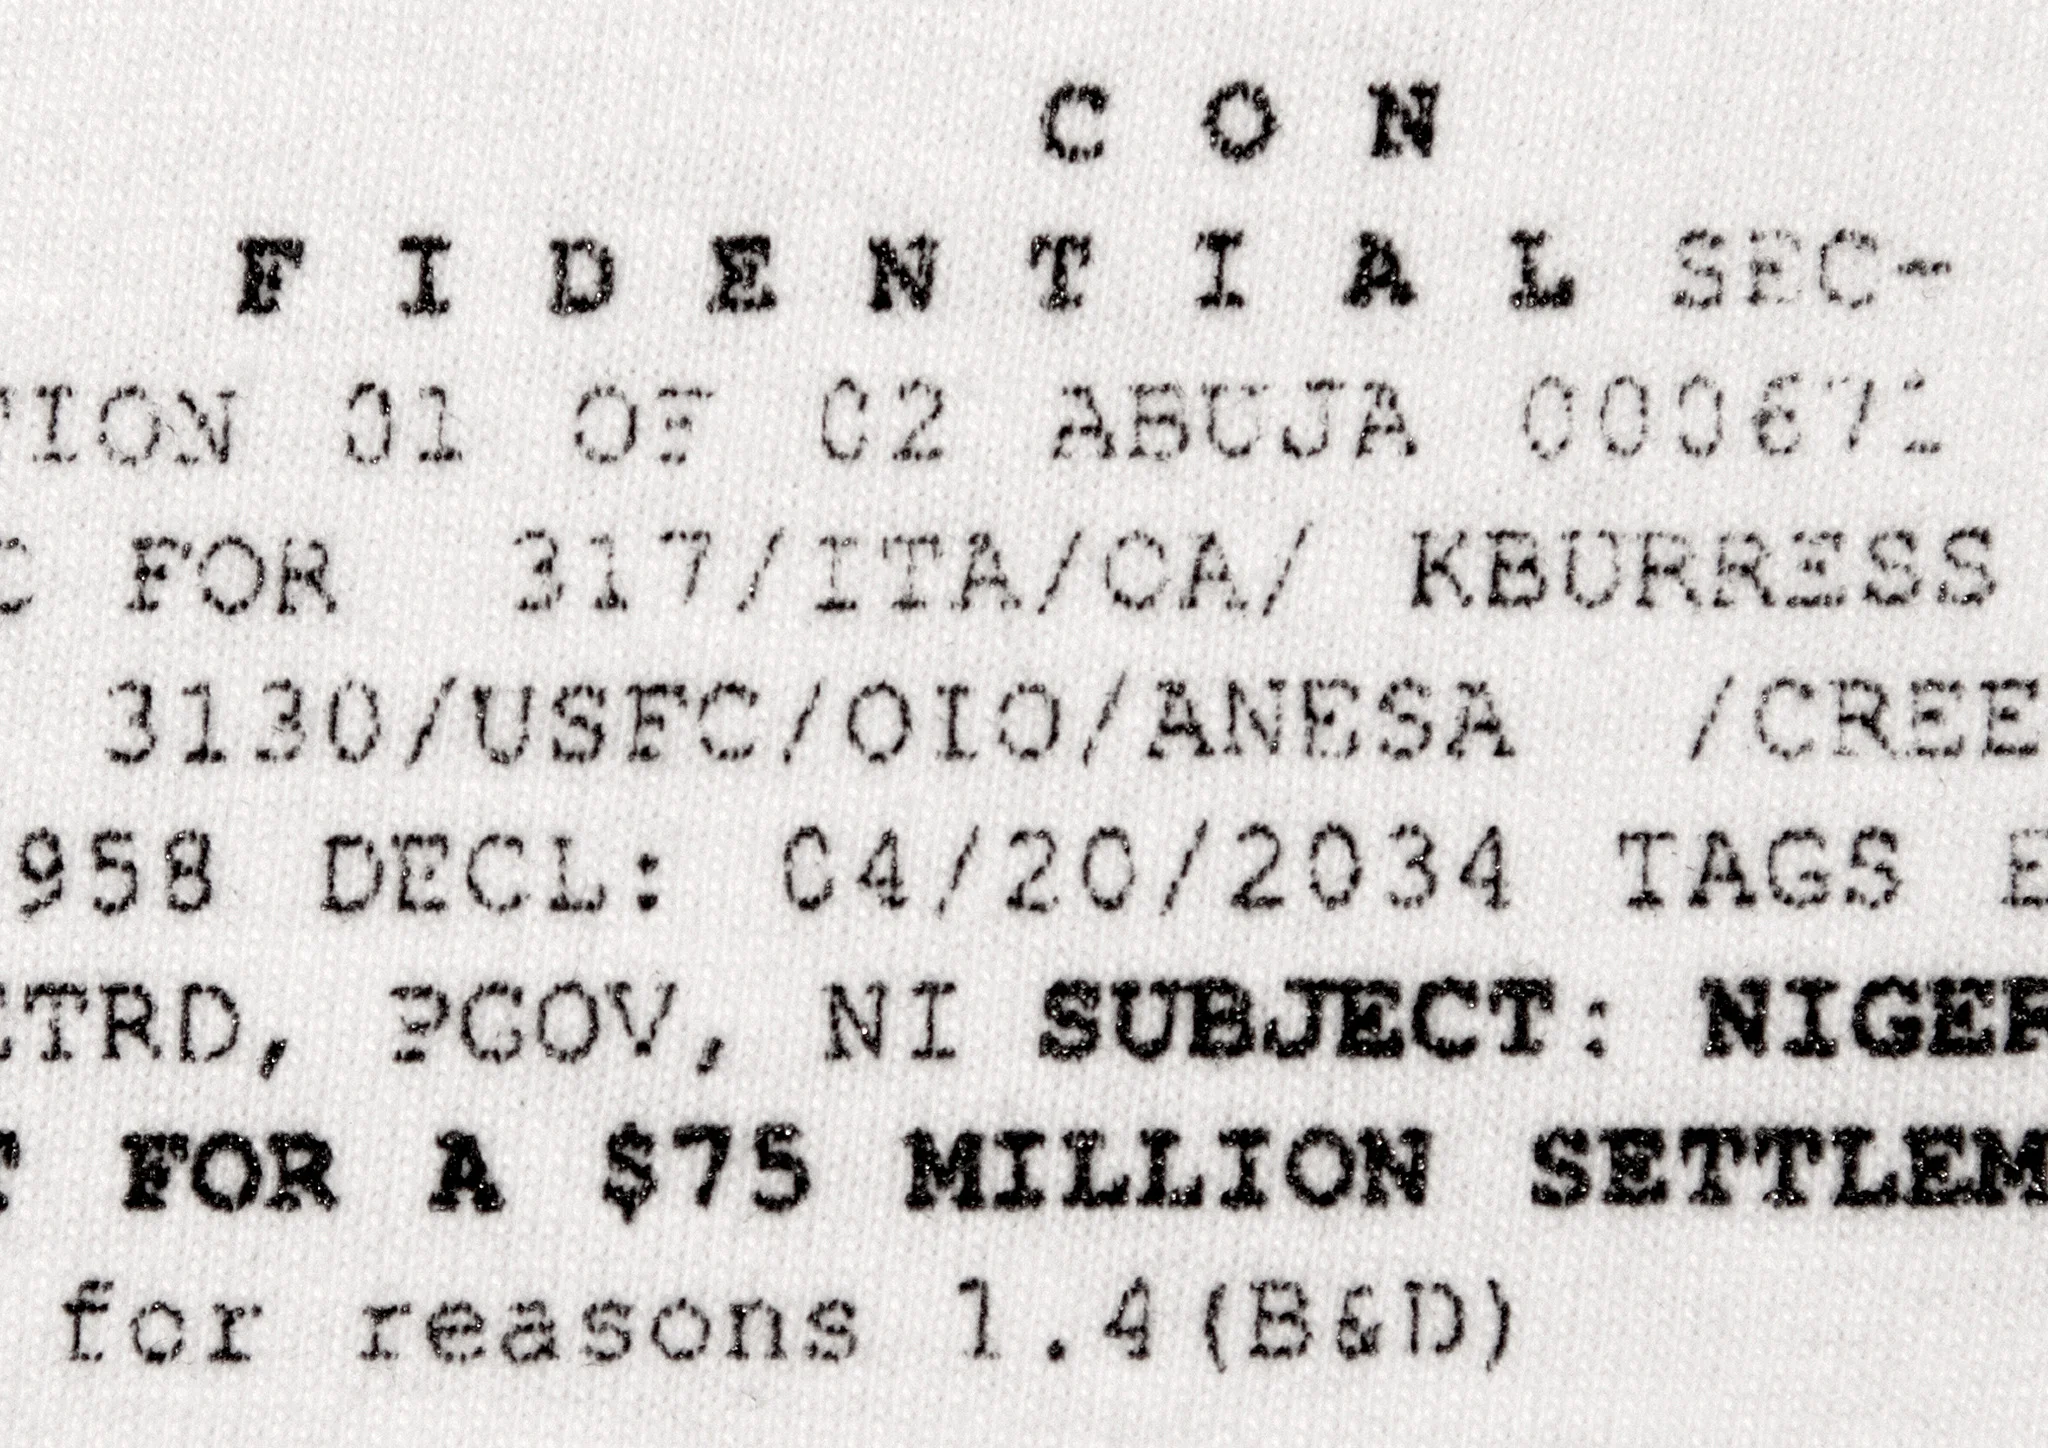 C O N
F I D E N T I A L SEC-
TION 01 OF 02 ABUJA 000671
C FOR 317/ITA/CA/ KBURRESS
3130/USFC/OIO/ANESA /CREE
958 DECL: 04/20/2034 TAGS E
ETRD, PGOV, NI SUBJECT: NIGER
T FOR A $75 MILLION SETTLEM
for reasons 1.4(B&D)